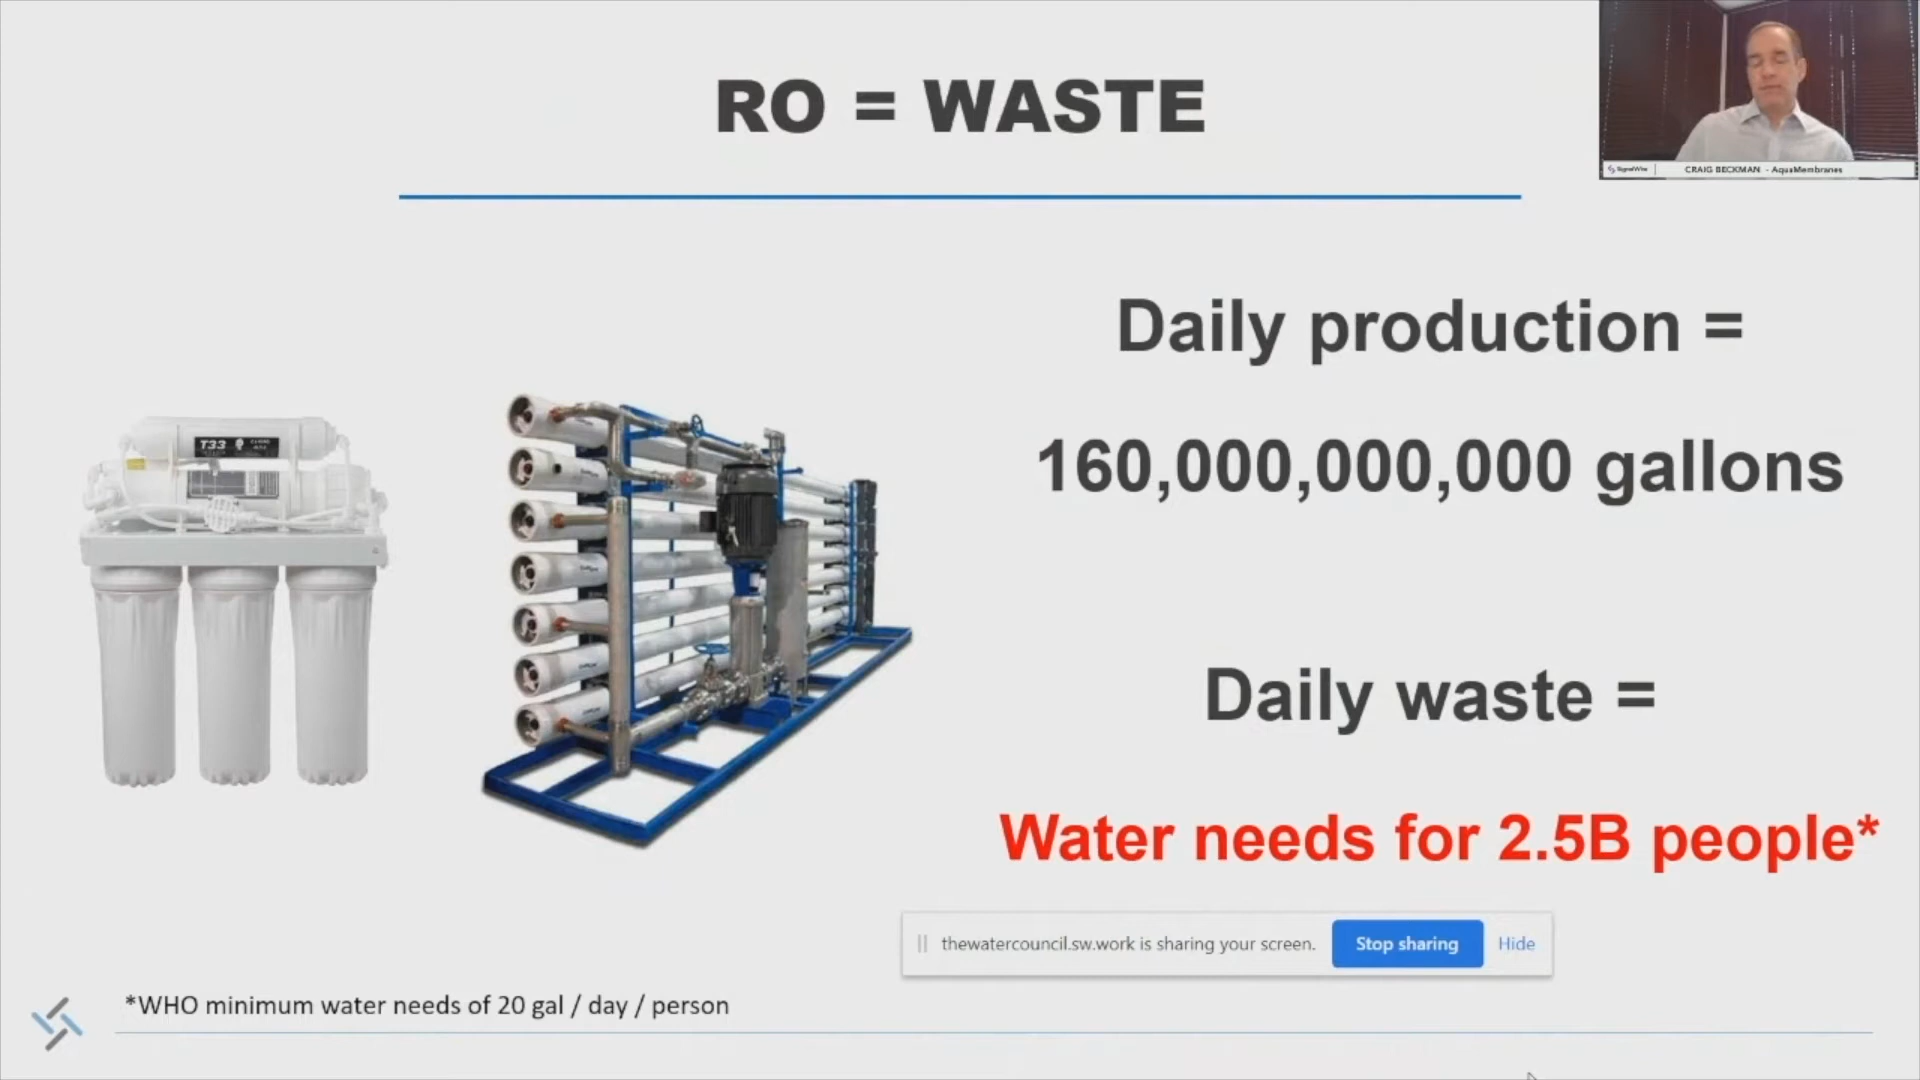 RO = WASTE
SignalWire
CRAIG BECKMAN - AquaMembranes
Daily production =
160,000,000,000 gallons
T33
Daily waste =
Water needs for 2.5B people*
thewatercouncil.sw.work is sharing your screen.
Stop sharing
Hide
*WHO minimum water needs of 20 gal / day / person